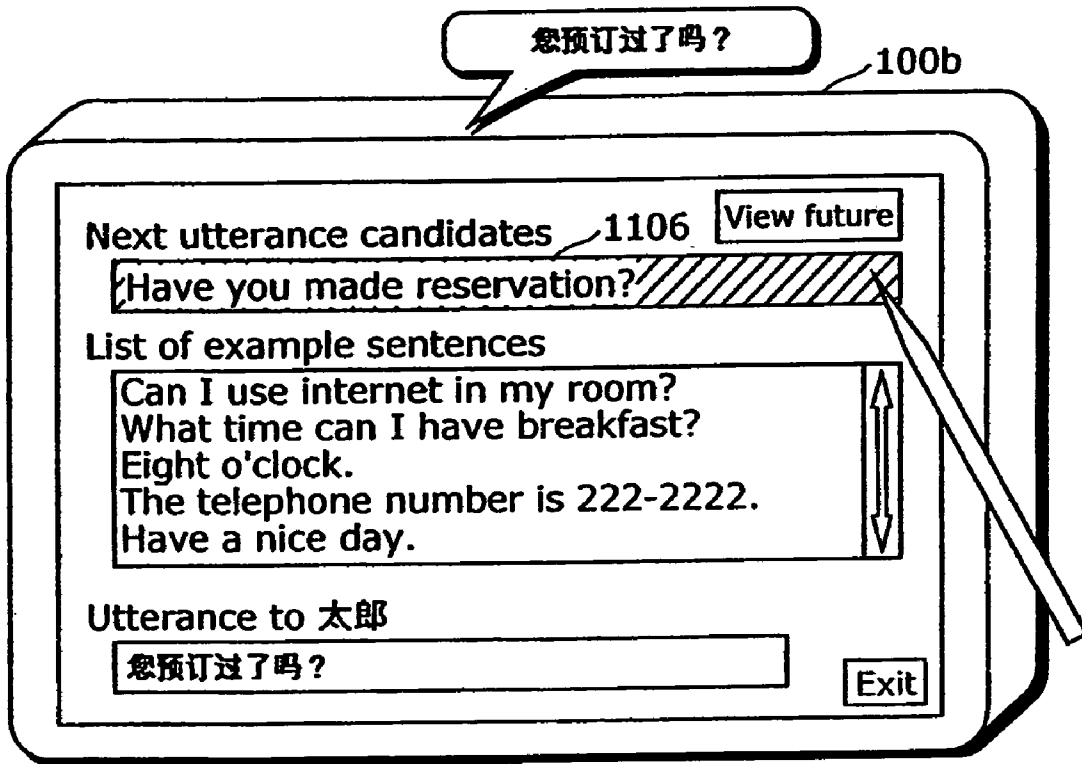 您预订过了吗？
100b
View future
Next utterance candidates 1106
Have you made reservation?
List of example sentences
Can I use internet in my room?
What time can I have breakfast?
Eight o'clock.
The telephone number is 222-2222.
Have a nice day.
Utterance to 太郎
您预订过了吗？
Exit